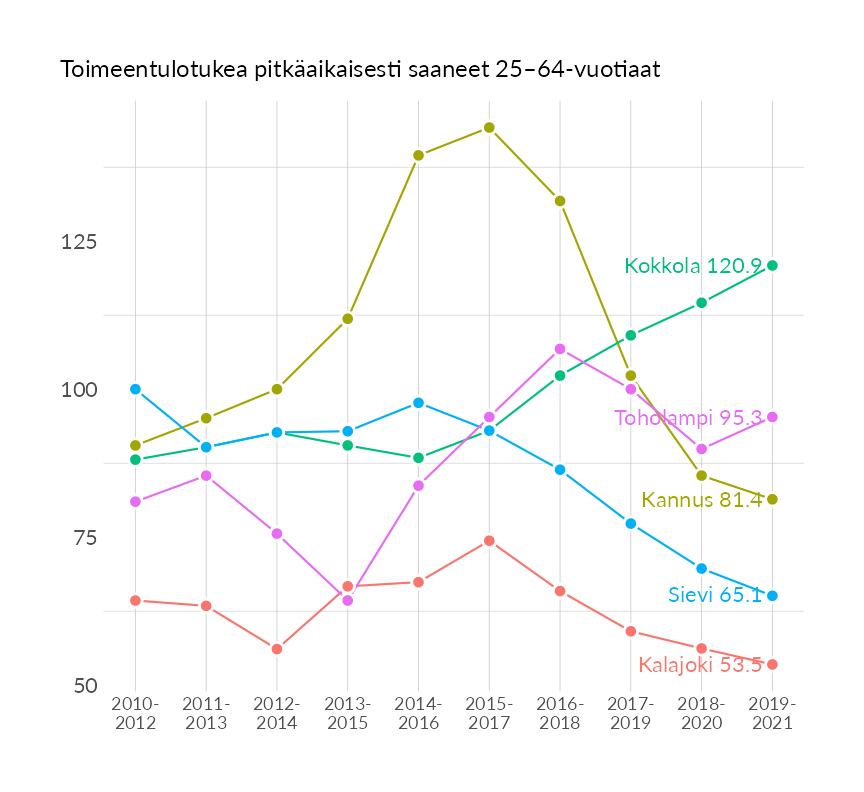 Toimeentulotukea pitkäaikaisesti saaneet 25–64-vuotiaat
125
Kokkola 120.9
100
Toholampi 95.3
Kannus 81.4
75
Sievi 65.1
Kalajoki 53.5
50
2010- 2011- 2012- 2013- 2014- 2015- 2016- 2017- 2018- 2019-
2012 2013 2014 2015 2016 2017 2018 2019 2020 2021